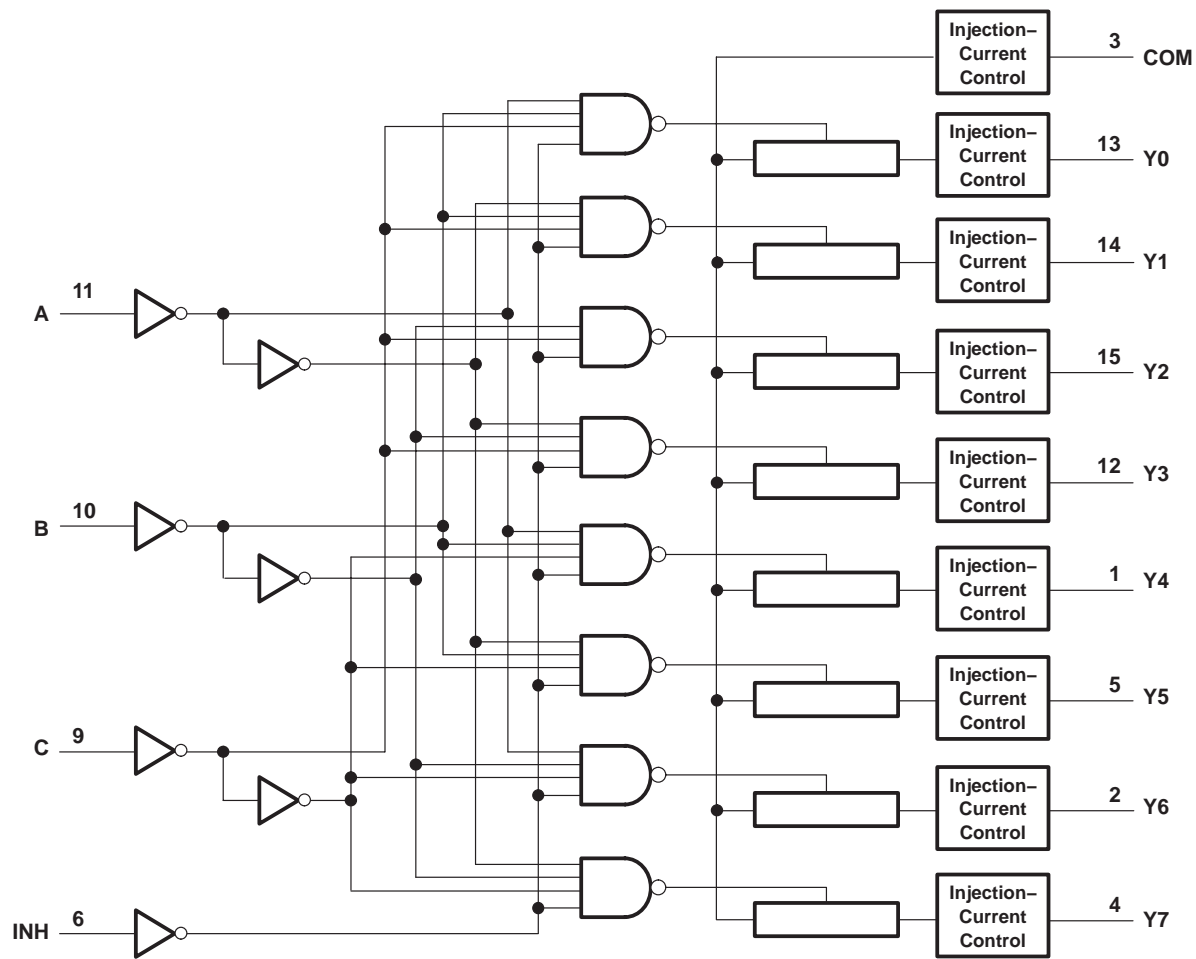 Injection–
Current
Control
3
COM
Injection–
Current
Control
13
Y0
Injection–
Current
Control
14
Y1
11
A
Injection–
Current
Control
15
Y2
Injection–
Current
Control
12
Y3
10
B
Injection–
Current
Control
1
Y4
Injection–
Current
Control
5
Y5
9
C
Injection–
Current
Control
2
Y6
Injection–
Current
Control
4
Y7
6
INH